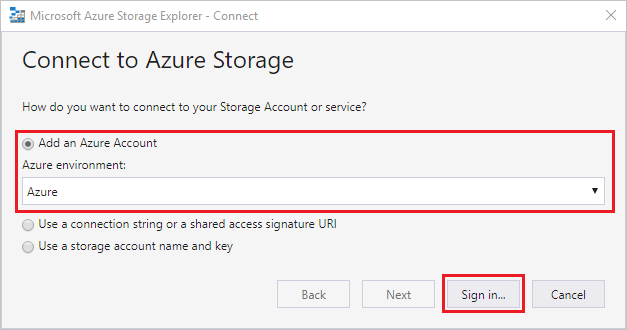 Microsoft Azure Storage Explorer - Connect
Connect to Azure Storage
How do you want to connect to your Storage Account or service?
Add an Azure Account
Azure environment:
Azure
Use a connection string or a shared access signature URI
Use a storage account name and key
Back Next Sign in... Cancel